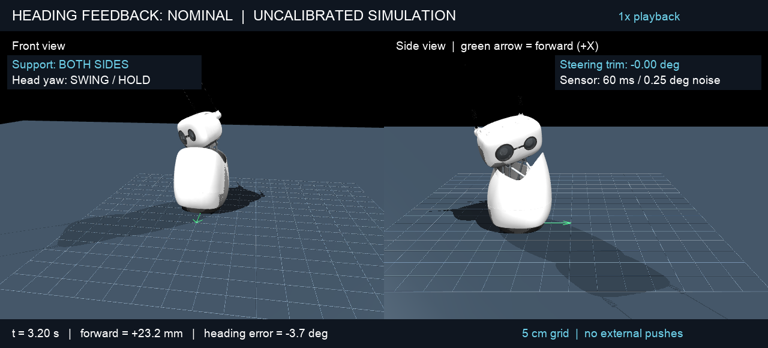 HEADING FEEDBACK: NOMINAL | UNCALIBRATED SIMULATION
1x playback
Front view
Side view | green arrow = forward (+X)
Support: BOTH SIDES
Head yaw: SWING / HOLD
Steering trim: -0.00 deg
Sensor: 60 ms / 0.25 deg noise
t = 3.20 s | forward = +23.2 mm | heading error = -3.7 deg
5 cm grid | no external pushes